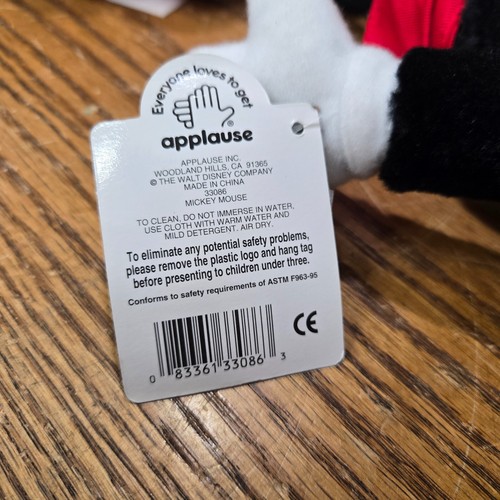 Everyone loves to get
applause®
APPLAUSE INC.
WOODLAND HILLS, CA 91365
© THE WALT DISNEY COMPANY
MADE IN CHINA
33086
MICKEY MOUSE
TO CLEAN, DO NOT IMMERSE IN WATER,
USE CLOTH WITH WARM WATER AND
MILD DETERGENT. AIR DRY.
To eliminate any potential safety problems,
please remove the plastic logo and hang tag
before presenting to children under three.
Conforms to safety requirements of ASTM F963-95
CE
0 83361 33086 3